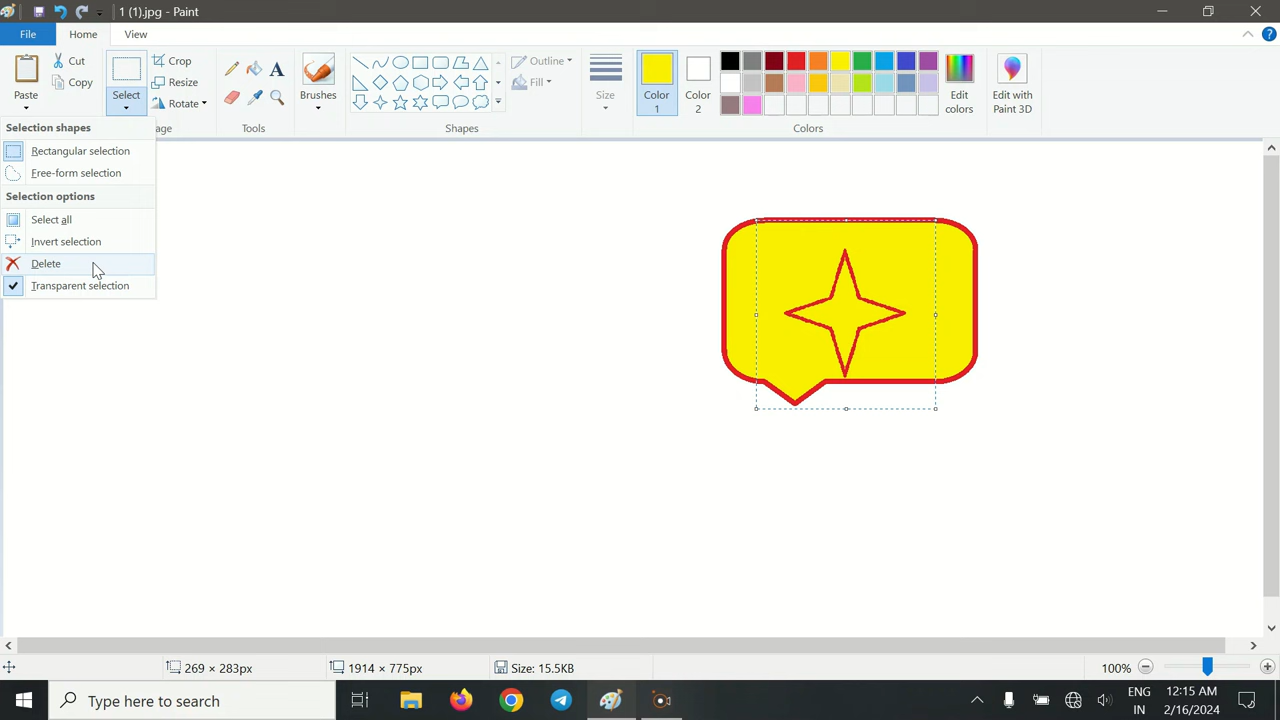 1 (1).jpg - Paint
File
Home
View
Paste
Cut
Copy
Select
Crop
Resize
Rotate
Tools
Brushes
Shapes
Outline
Fill
Size
Color 1
Color 2
Edit colors
Colors
Edit with Paint 3D
age
Selection shapes
Rectangular selection
Free-form selection
Selection options
Select all
Invert selection
Delete
Transparent selection
269 × 283px
1914 × 775px
Size: 15.5KB
100%
Type here to search
ENG
IN
12:15 AM
2/16/2024